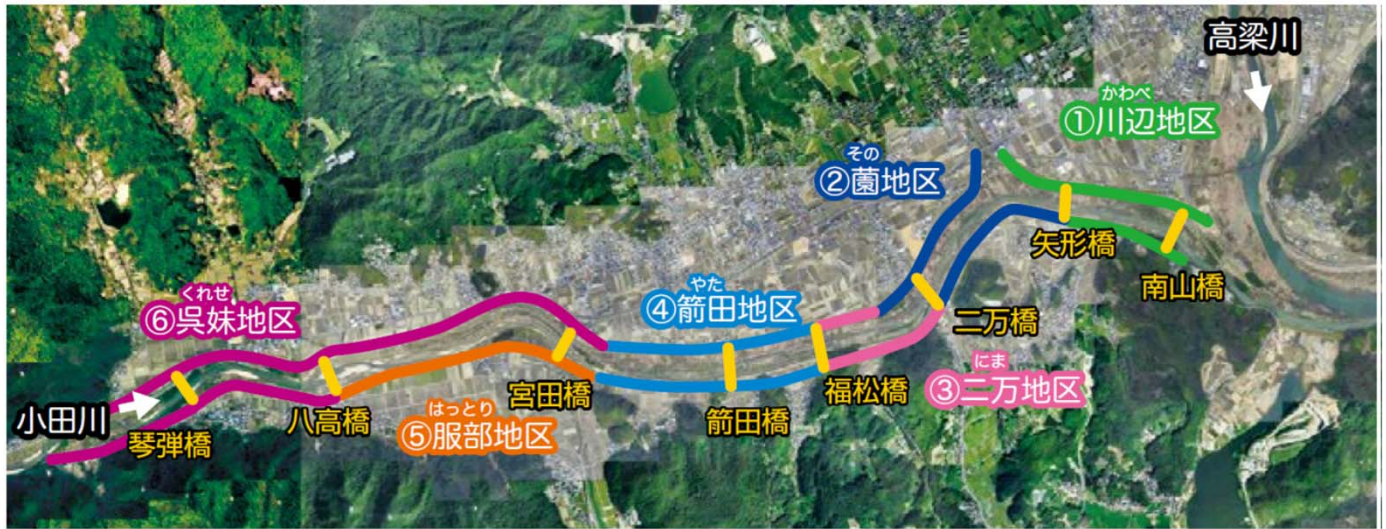 高梁川
かわべ
①川辺地区
その
②薗地区
矢形橋
南山橋
やた
④箭田地区
くれせ
⑥呉妹地区
二万橋
にま
③二万地区
福松橋
宮田橋
箭田橋
はっとり
⑤服部地区
八高橋
小田川
琴弾橋